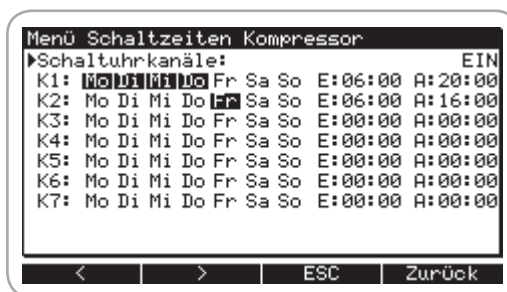 Menü Schaltzeiten Kompressor
▶Schaltuhrkanäle: EIN
K1: Mo Di Mi Do Fr Sa So E:06:00 A:20:00
K2: Mo Di Mi Do Fr Sa So E:06:00 A:16:00
K3: Mo Di Mi Do Fr Sa So E:00:00 A:00:00
K4: Mo Di Mi Do Fr Sa So E:00:00 A:00:00
K5: Mo Di Mi Do Fr Sa So E:00:00 A:00:00
K6: Mo Di Mi Do Fr Sa So E:00:00 A:00:00
K7: Mo Di Mi Do Fr Sa So E:00:00 A:00:00
< > ESC Zurück